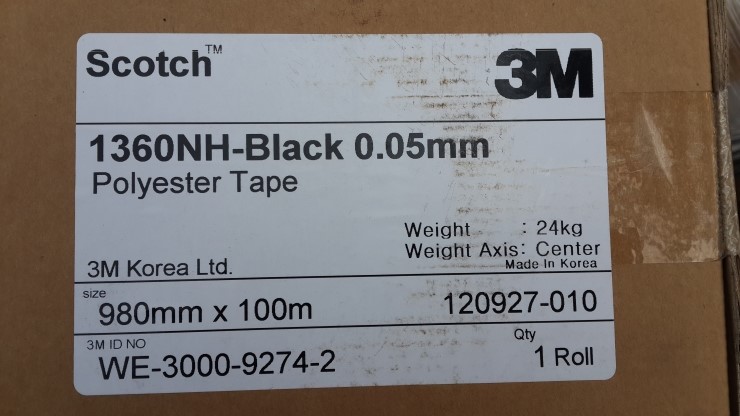 Scotch™
3M
1360NH-Black 0.05mm
Polyester Tape
Weight : 24kg
Weight Axis: Center
Made In Korea
3M Korea Ltd.
size
980mm x 100m
120927-010
3M ID NO
WE-3000-9274-2
Qty
1 Roll